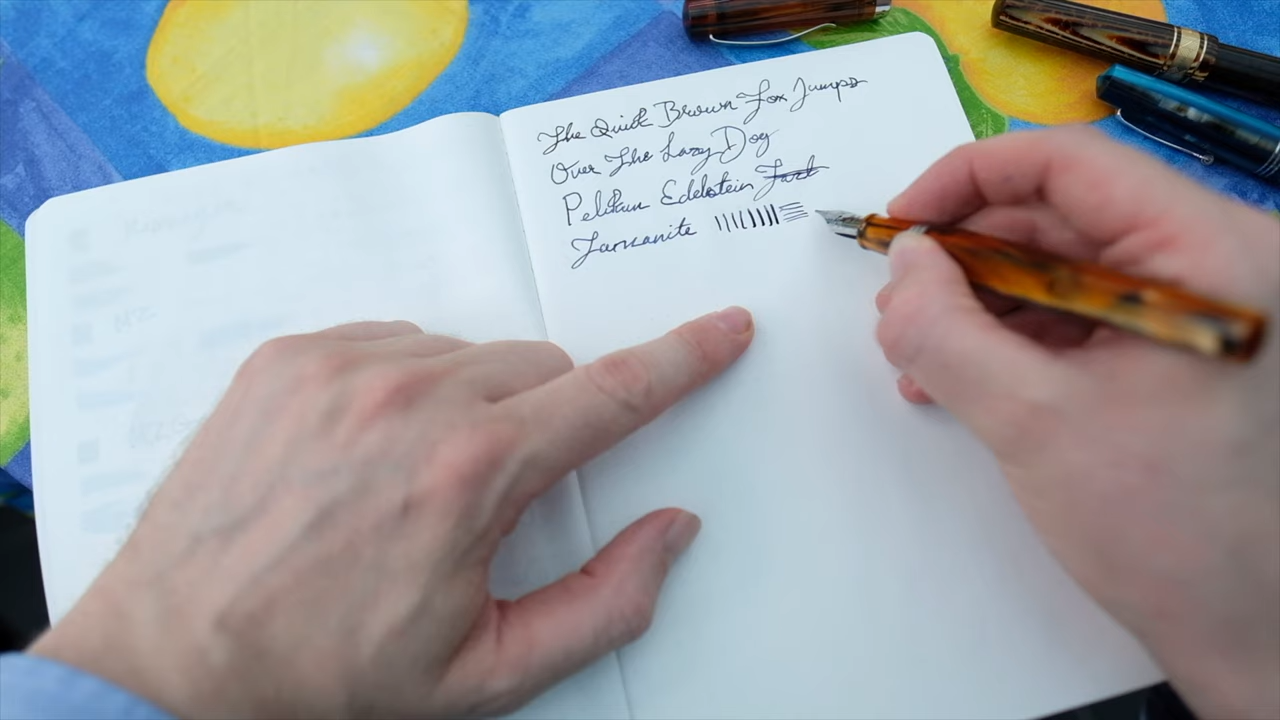 The Quick Brown Fox Jumps
Over The Lazy Dog
Pelikan Edelstein
Tanzanite